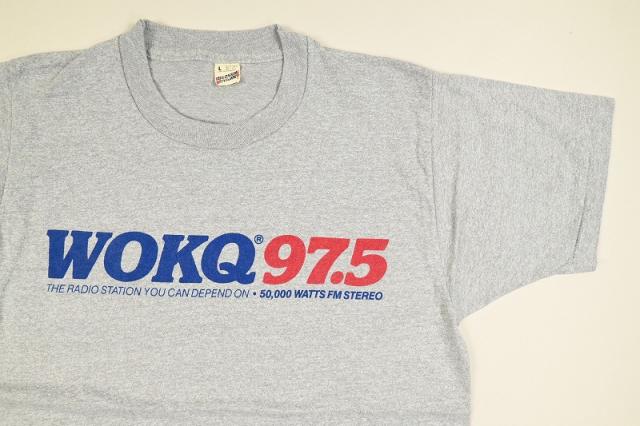 L
WOKQ® 97.5
THE RADIO STATION YOU CAN DEPEND ON • 50,000 WATTS FM STEREO